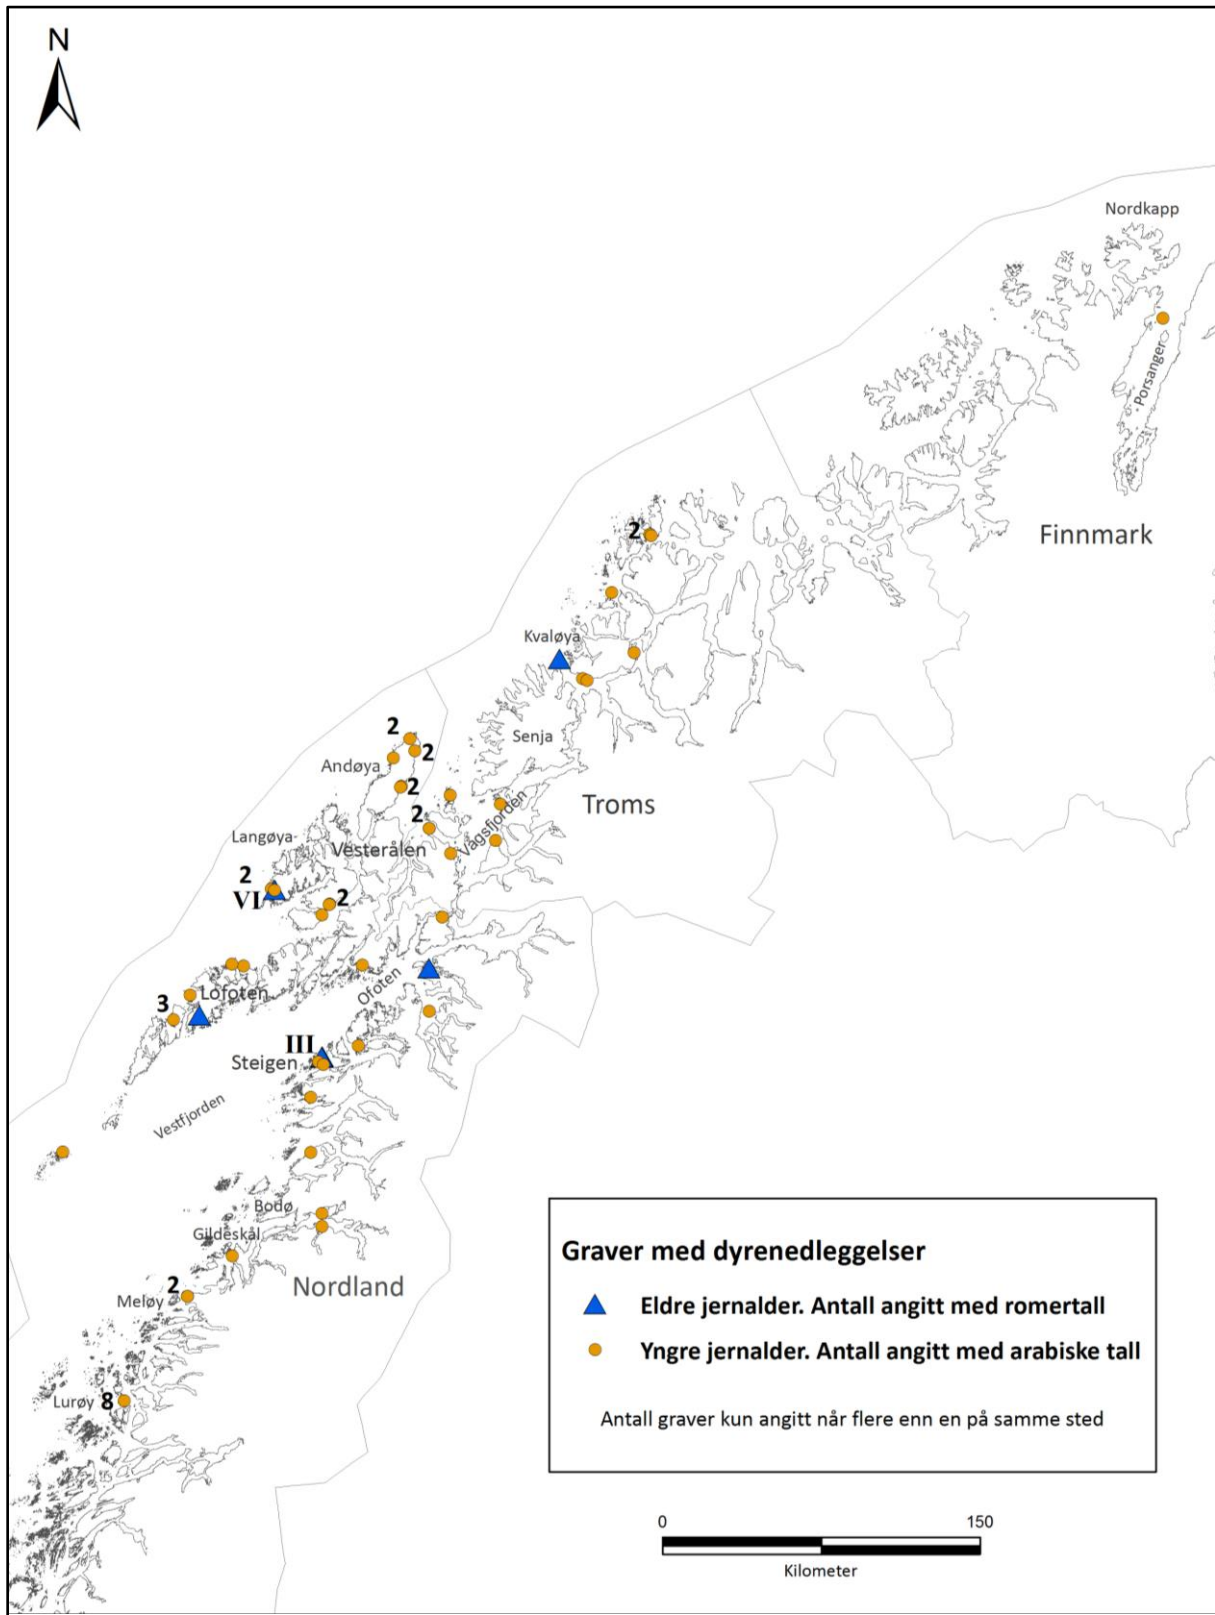 N
Nordkapp
Porsanger
Finnmark
2
Kvaløya
Senja
2
2
Andøya
2
Troms
2
Vågsfjorden
Langøya
Vesterålen
2
VI
2
Lofoten
Ofoten
3
III
Steigen
Vestfjorden
Bodø
Gildeskål
Nordland
2
Meløy
Lurøy 8
Graver med dyrenedleggelser
Eldre jernalder. Antall angitt med romertall
Yngre jernalder. Antall angitt med arabiske tall
Antall graver kun angitt når flere enn en på samme sted
0 150
Kilometer